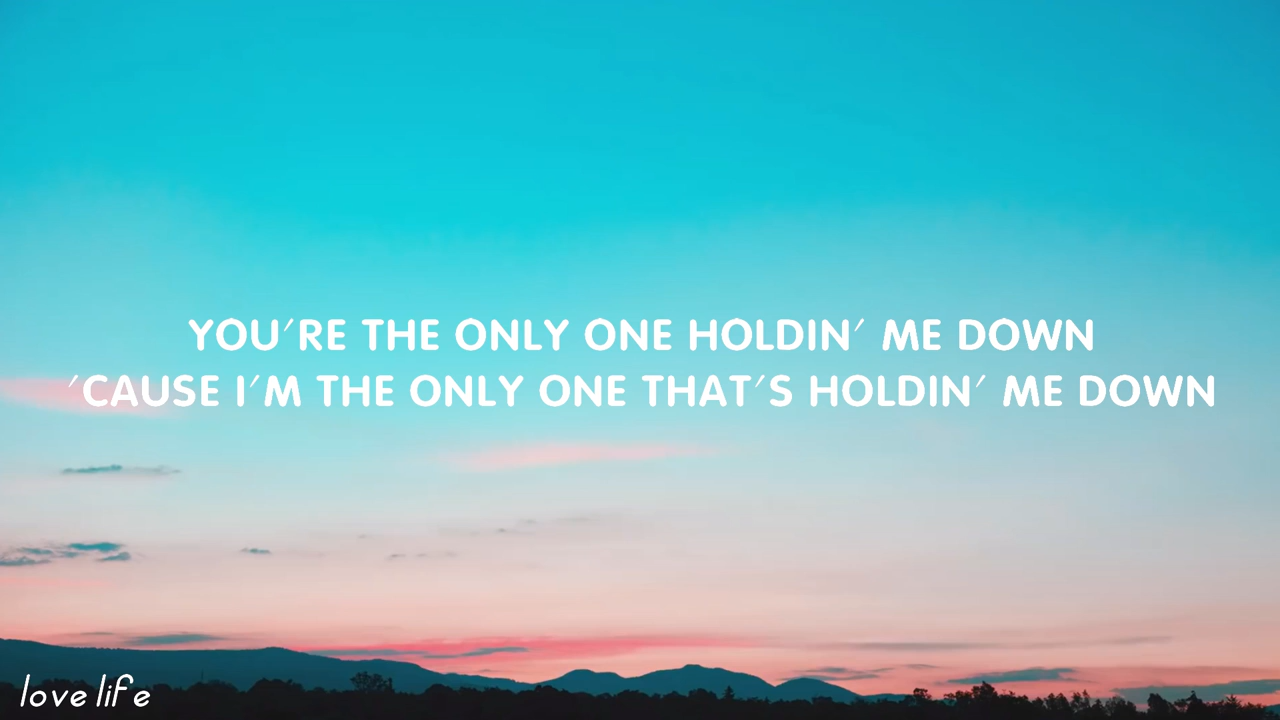 YOU'RE THE ONLY ONE HOLDIN' ME DOWN
'CAUSE I'M THE ONLY ONE THAT'S HOLDIN' ME DOWN
love life